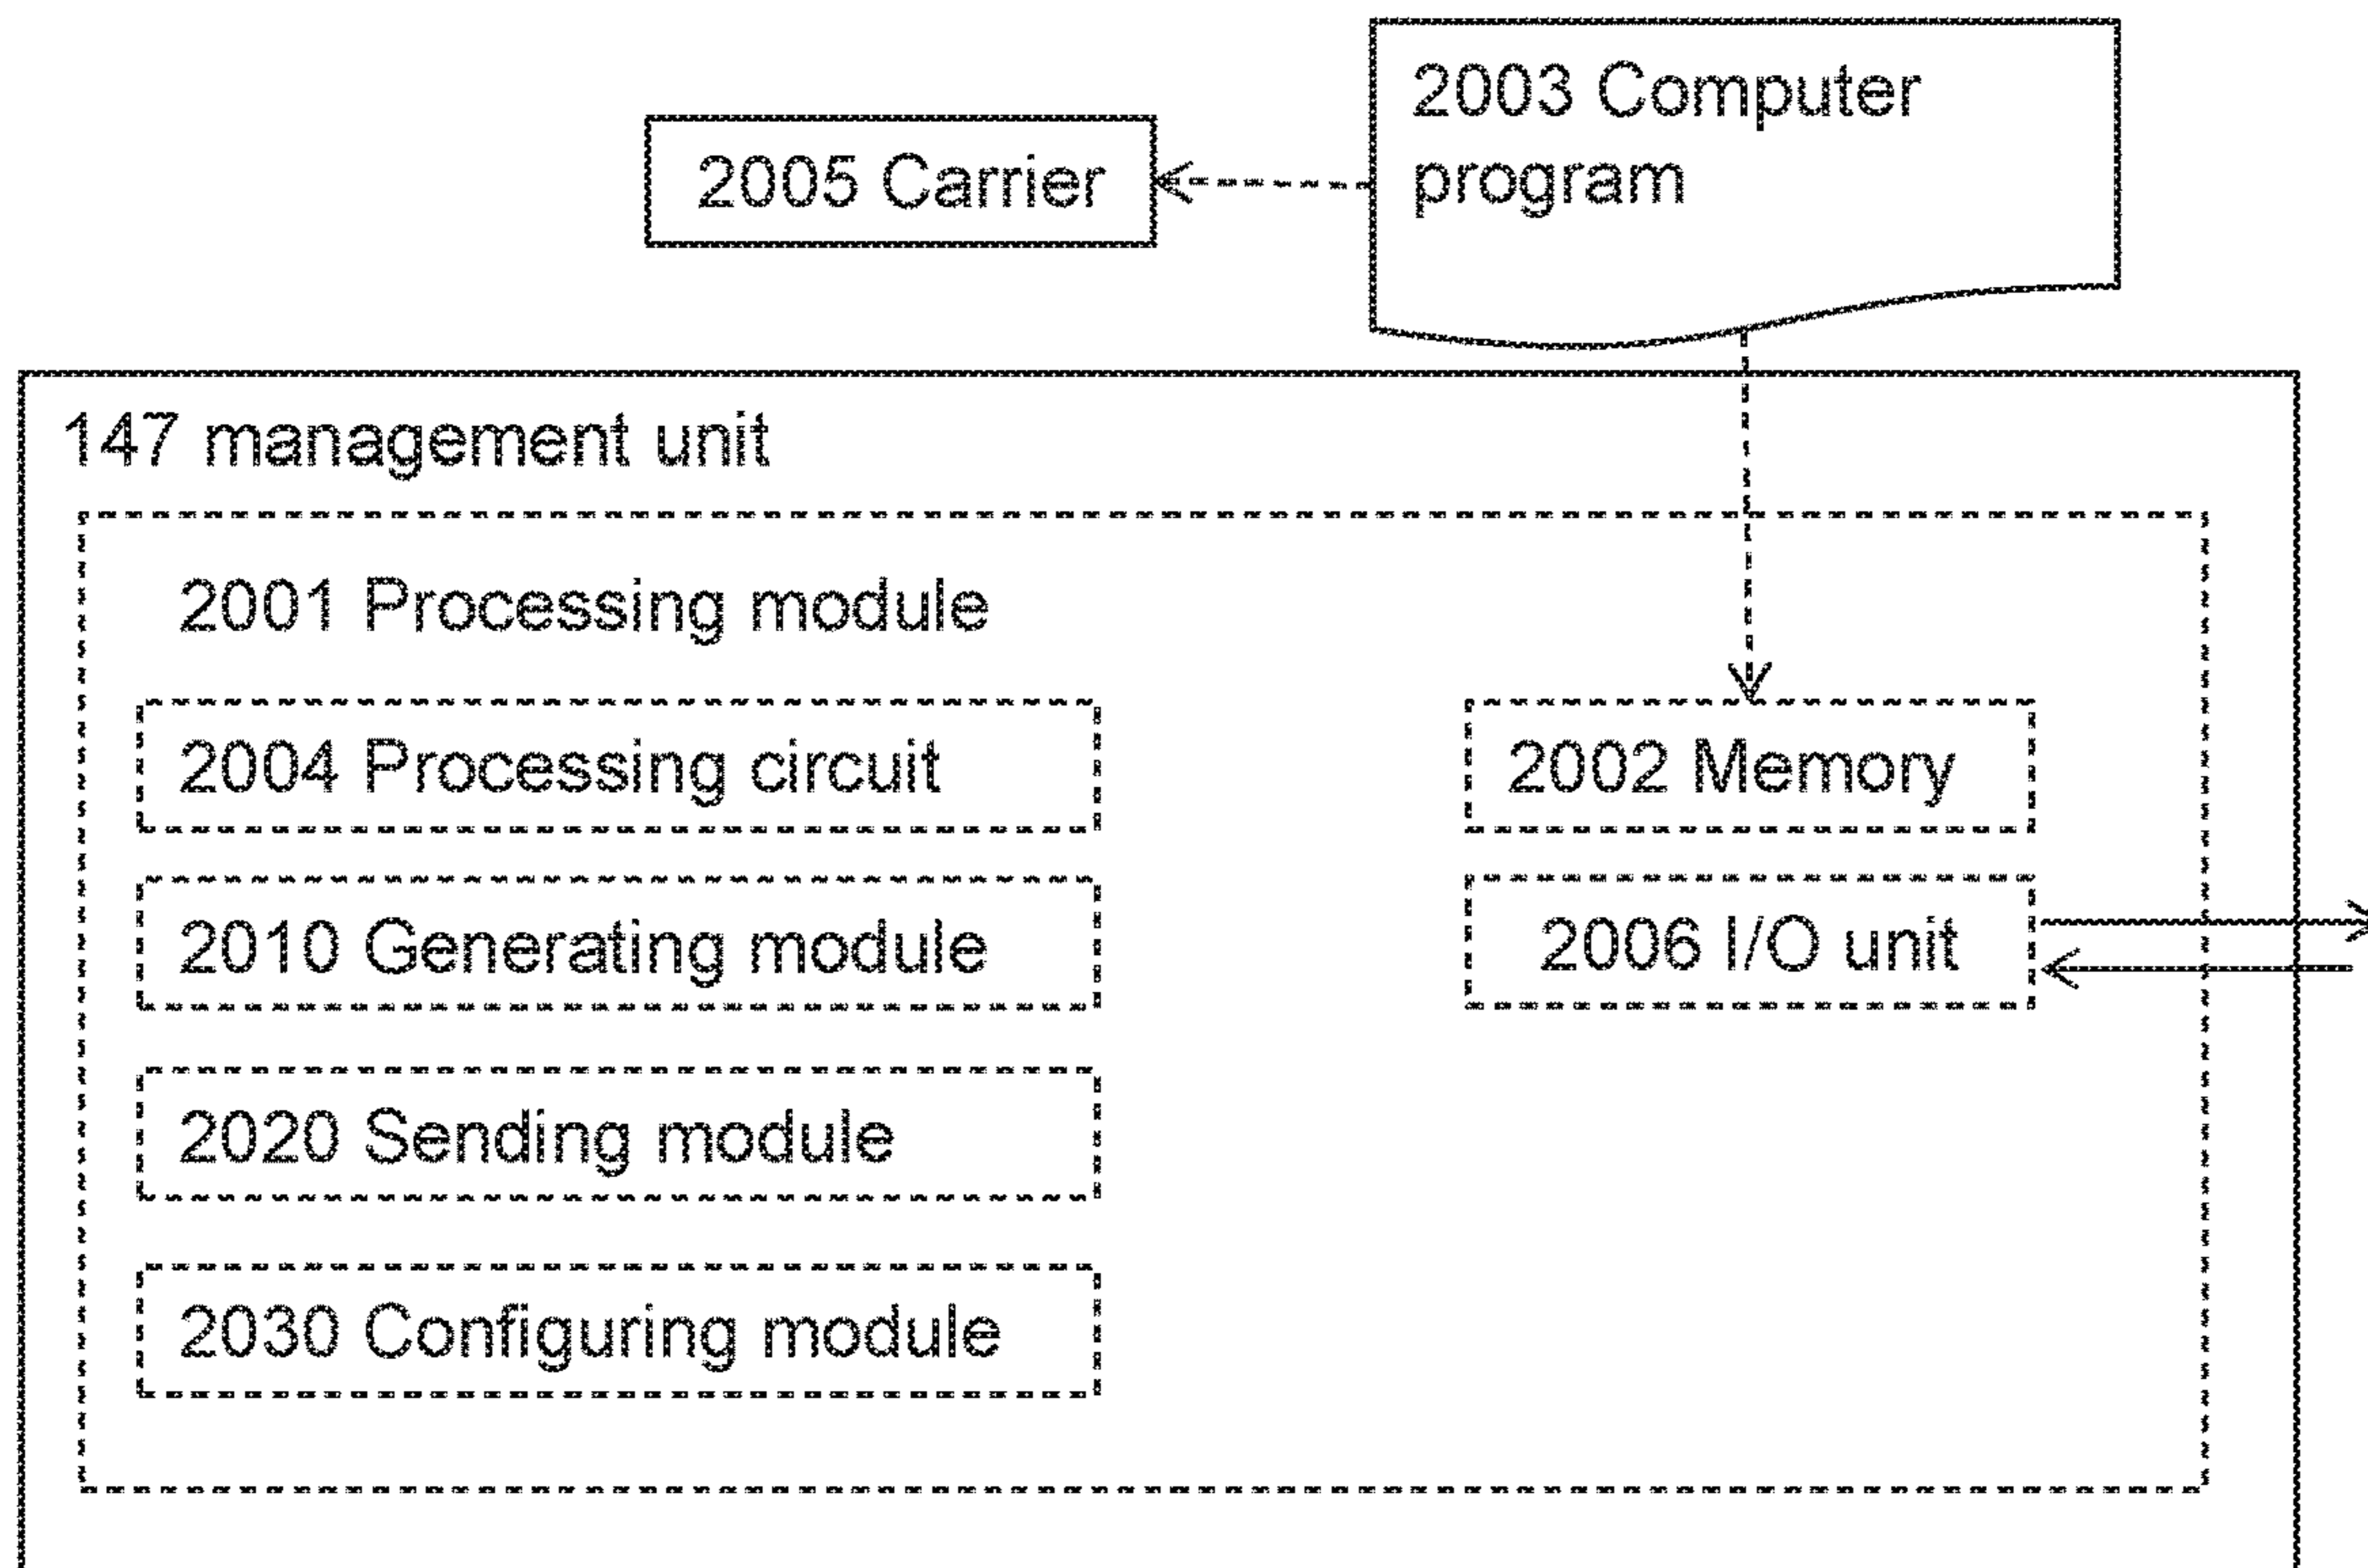 2003 Computer
program
2005 Carrier
147 management unit
2001 Processing module
2004 Processing circuit
2002 Memory
2010 Generating module
2006 I/O unit
2020 Sending module
2030 Configuring module